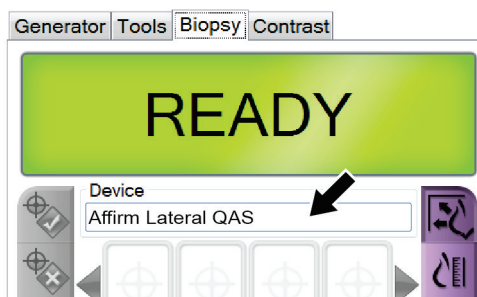 Generator Tools Biopsy Contrast
READY
Device
Affirm Lateral QAS